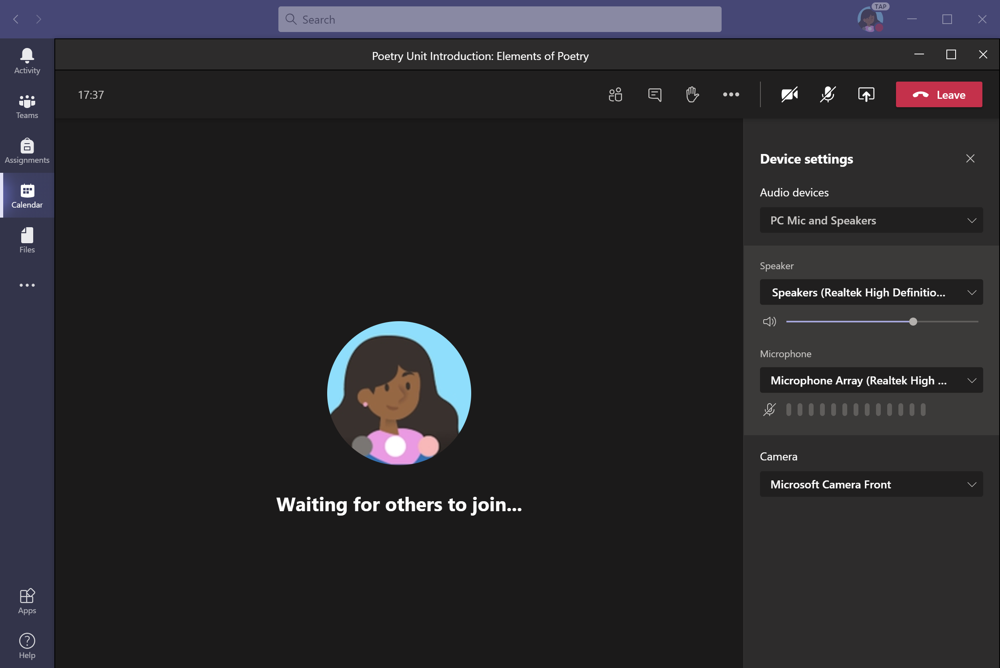 Search
TAP
Activity
Teams
Assignments
Calendar
Files
Apps
Help
Poetry Unit Introduction: Elements of Poetry
17:37
Leave
Waiting for others to join...
Device settings
Audio devices
PC Mic and Speakers
Speaker
Speakers (Realtek High Definitio...
Microphone
Microphone Array (Realtek High ...
Camera
Microsoft Camera Front